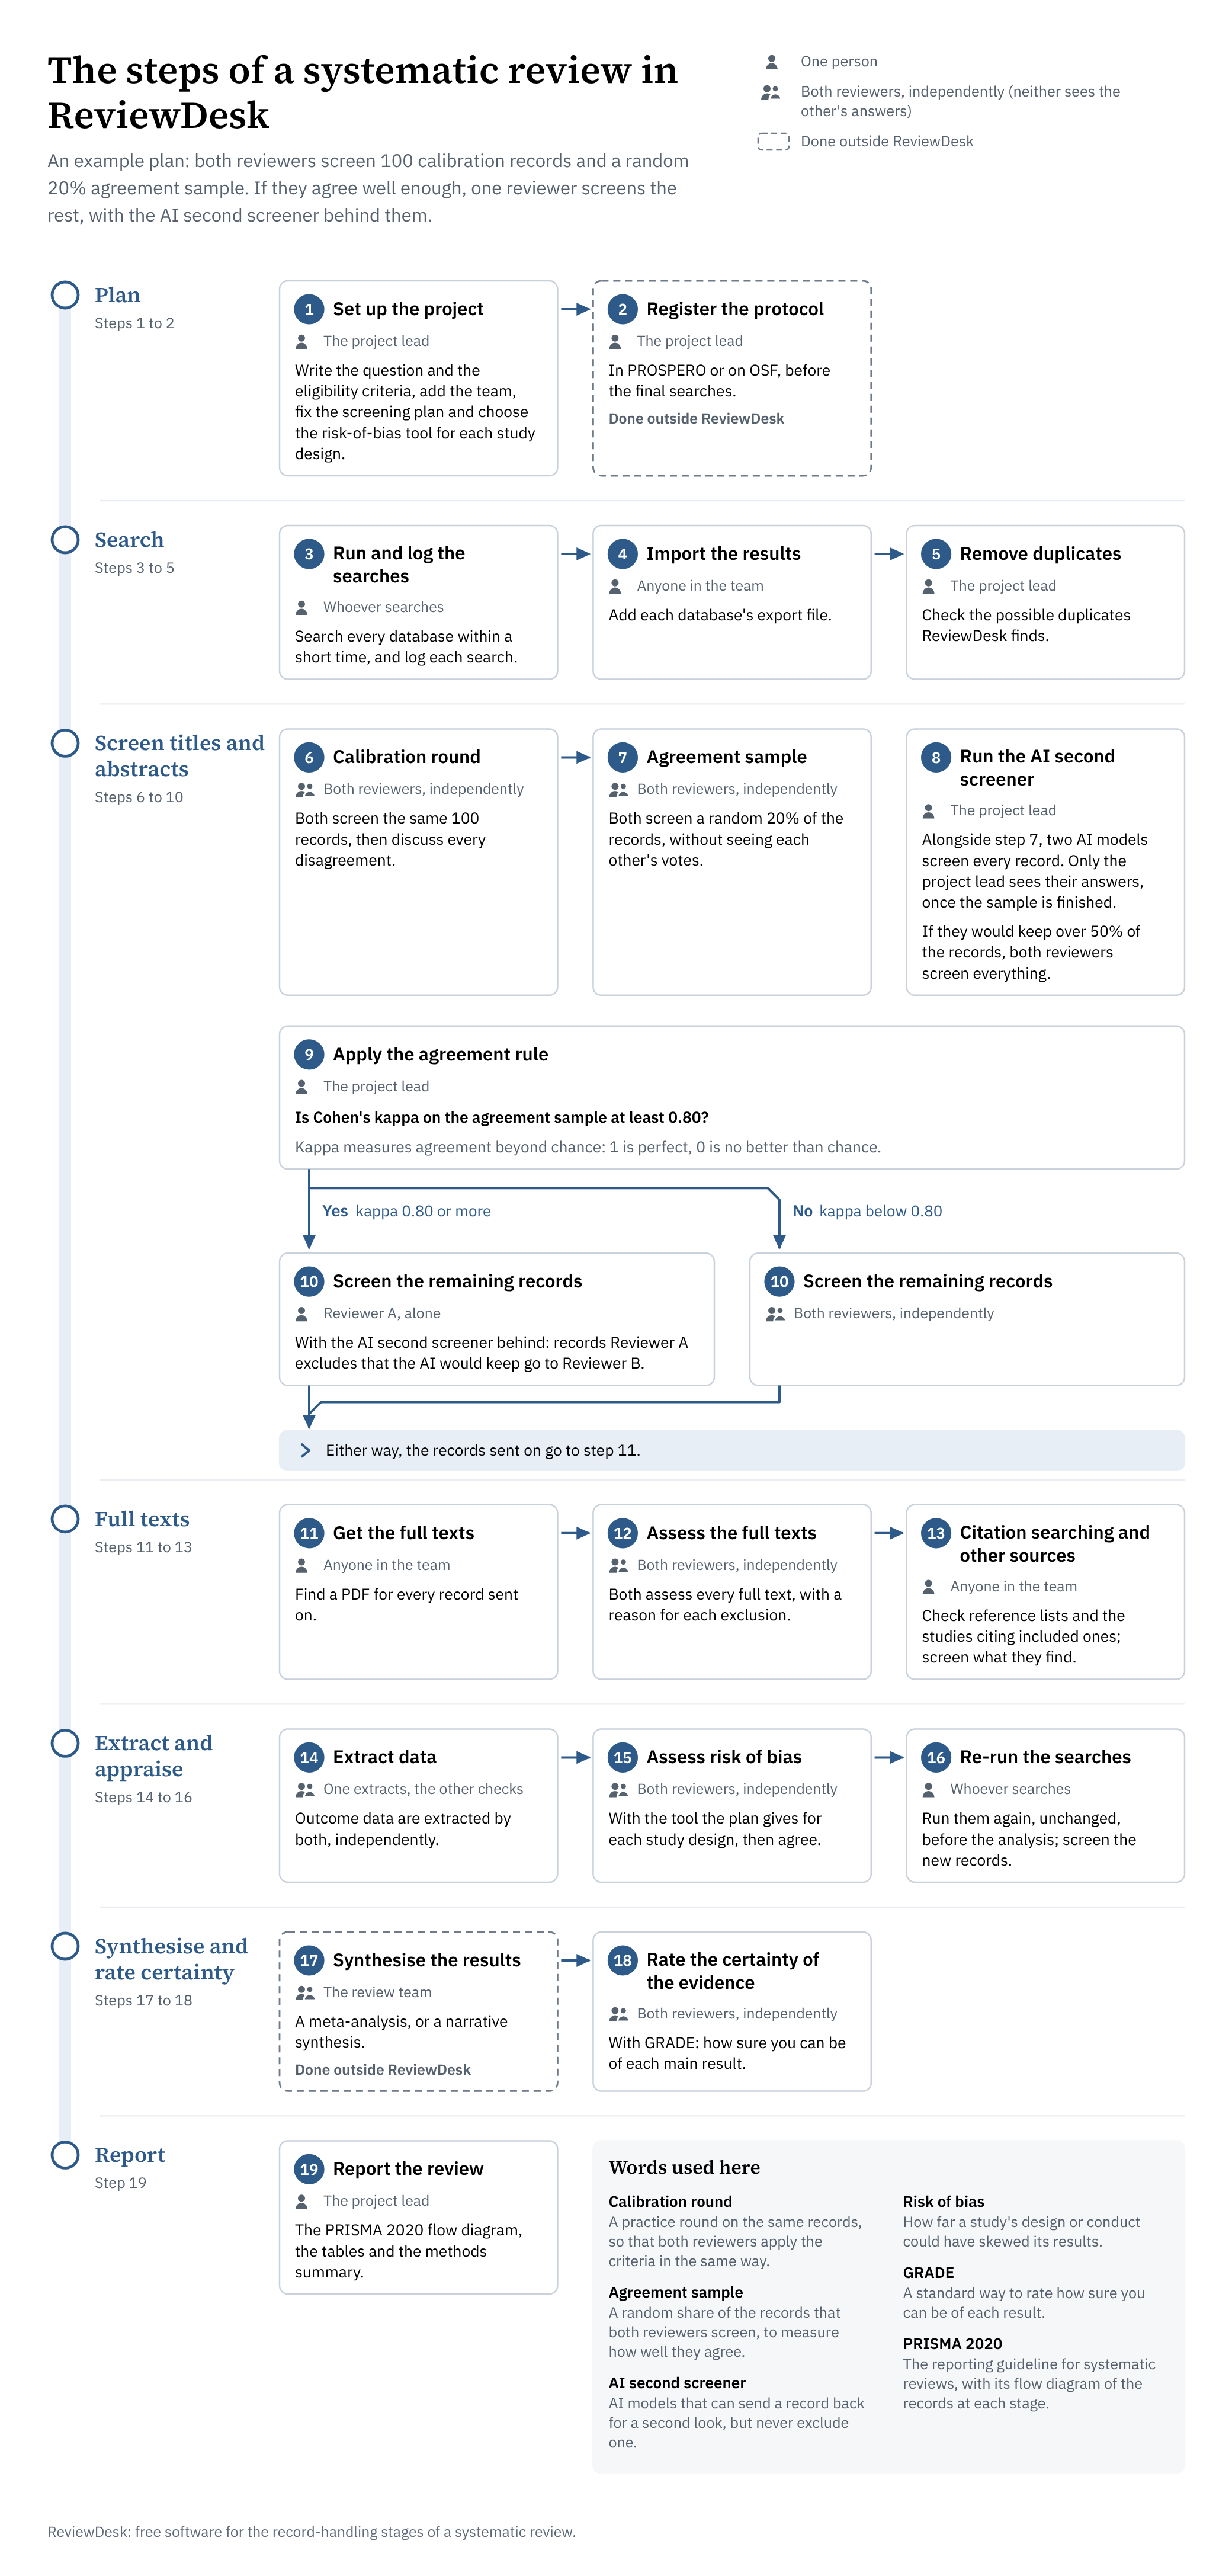 The steps of a systematic review in
ReviewDesk
An example plan: both reviewers screen 100 calibration records and a random
20% agreement sample. If they agree well enough, one reviewer screens the
rest, with the AI second screener behind them.
One person
Both reviewers, independently (neither sees the
other's answers)
Done outside ReviewDesk
Plan
Steps 1 to 2
1 Set up the project
The project lead
Write the question and the
eligibility criteria, add the team,
fix the screening plan and choose
the risk-of-bias tool for each study
design.
2 Register the protocol
The project lead
In PROSPERO or on OSF, before
the final searches.
Done outside ReviewDesk
Search
Steps 3 to 5
3 Run and log the
searches
Whoever searches
Search every database within a
short time, and log each search.
4 Import the results
Anyone in the team
Add each database's export file.
5 Remove duplicates
The project lead
Check the possible duplicates
ReviewDesk finds.
Screen titles and
abstracts
Steps 6 to 10
6 Calibration round
Both reviewers, independently
Both screen the same 100
records, then discuss every
disagreement.
7 Agreement sample
Both reviewers, independently
Both screen a random 20% of the
records, without seeing each
other's votes.
8 Run the AI second
screener
The project lead
Alongside step 7, two AI models
screen every record. Only the
project lead sees their answers,
once the sample is finished.
If they would keep over 50% of
the records, both reviewers
screen everything.
9 Apply the agreement rule
The project lead
Is Cohen's kappa on the agreement sample at least 0.80?
Kappa measures agreement beyond chance: 1 is perfect, 0 is no better than chance.
Yes kappa 0.80 or more
No kappa below 0.80
10 Screen the remaining records
Reviewer A, alone
With the AI second screener behind: records Reviewer A
excludes that the AI would keep go to Reviewer B.
10 Screen the remaining records
Both reviewers, independently
Either way, the records sent on go to step 11.
Full texts
Steps 11 to 13
11 Get the full texts
Anyone in the team
Find a PDF for every record sent
on.
12 Assess the full texts
Both reviewers, independently
Both assess every full text, with a
reason for each exclusion.
13 Citation searching and
other sources
Anyone in the team
Check reference lists and the
studies citing included ones;
screen what they find.
Extract and
appraise
Steps 14 to 16
14 Extract data
One extracts, the other checks
Outcome data are extracted by
both, independently.
15 Assess risk of bias
Both reviewers, independently
With the tool the plan gives for
each study design, then agree.
16 Re-run the searches
Whoever searches
Run them again, unchanged,
before the analysis; screen the
new records.
Synthesise and
rate certainty
Steps 17 to 18
17 Synthesise the results
The review team
A meta-analysis, or a narrative
synthesis.
Done outside ReviewDesk
18 Rate the certainty of
the evidence
Both reviewers, independently
With GRADE: how sure you can be
of each main result.
Report
Step 19
19 Report the review
The project lead
The PRISMA 2020 flow diagram,
the tables and the methods
summary.
Words used here
Calibration round
A practice round on the same records,
so that both reviewers apply the
criteria in the same way.
Agreement sample
A random share of the records that
both reviewers screen, to measure
how well they agree.
AI second screener
AI models that can send a record back
for a second look, but never exclude
one.
Risk of bias
How far a study's design or conduct
could have skewed its results.
GRADE
A standard way to rate how sure you
can be of each result.
PRISMA 2020
The reporting guideline for systematic
reviews, with its flow diagram of the
records at each stage.
ReviewDesk: free software for the record-handling stages of a systematic review.